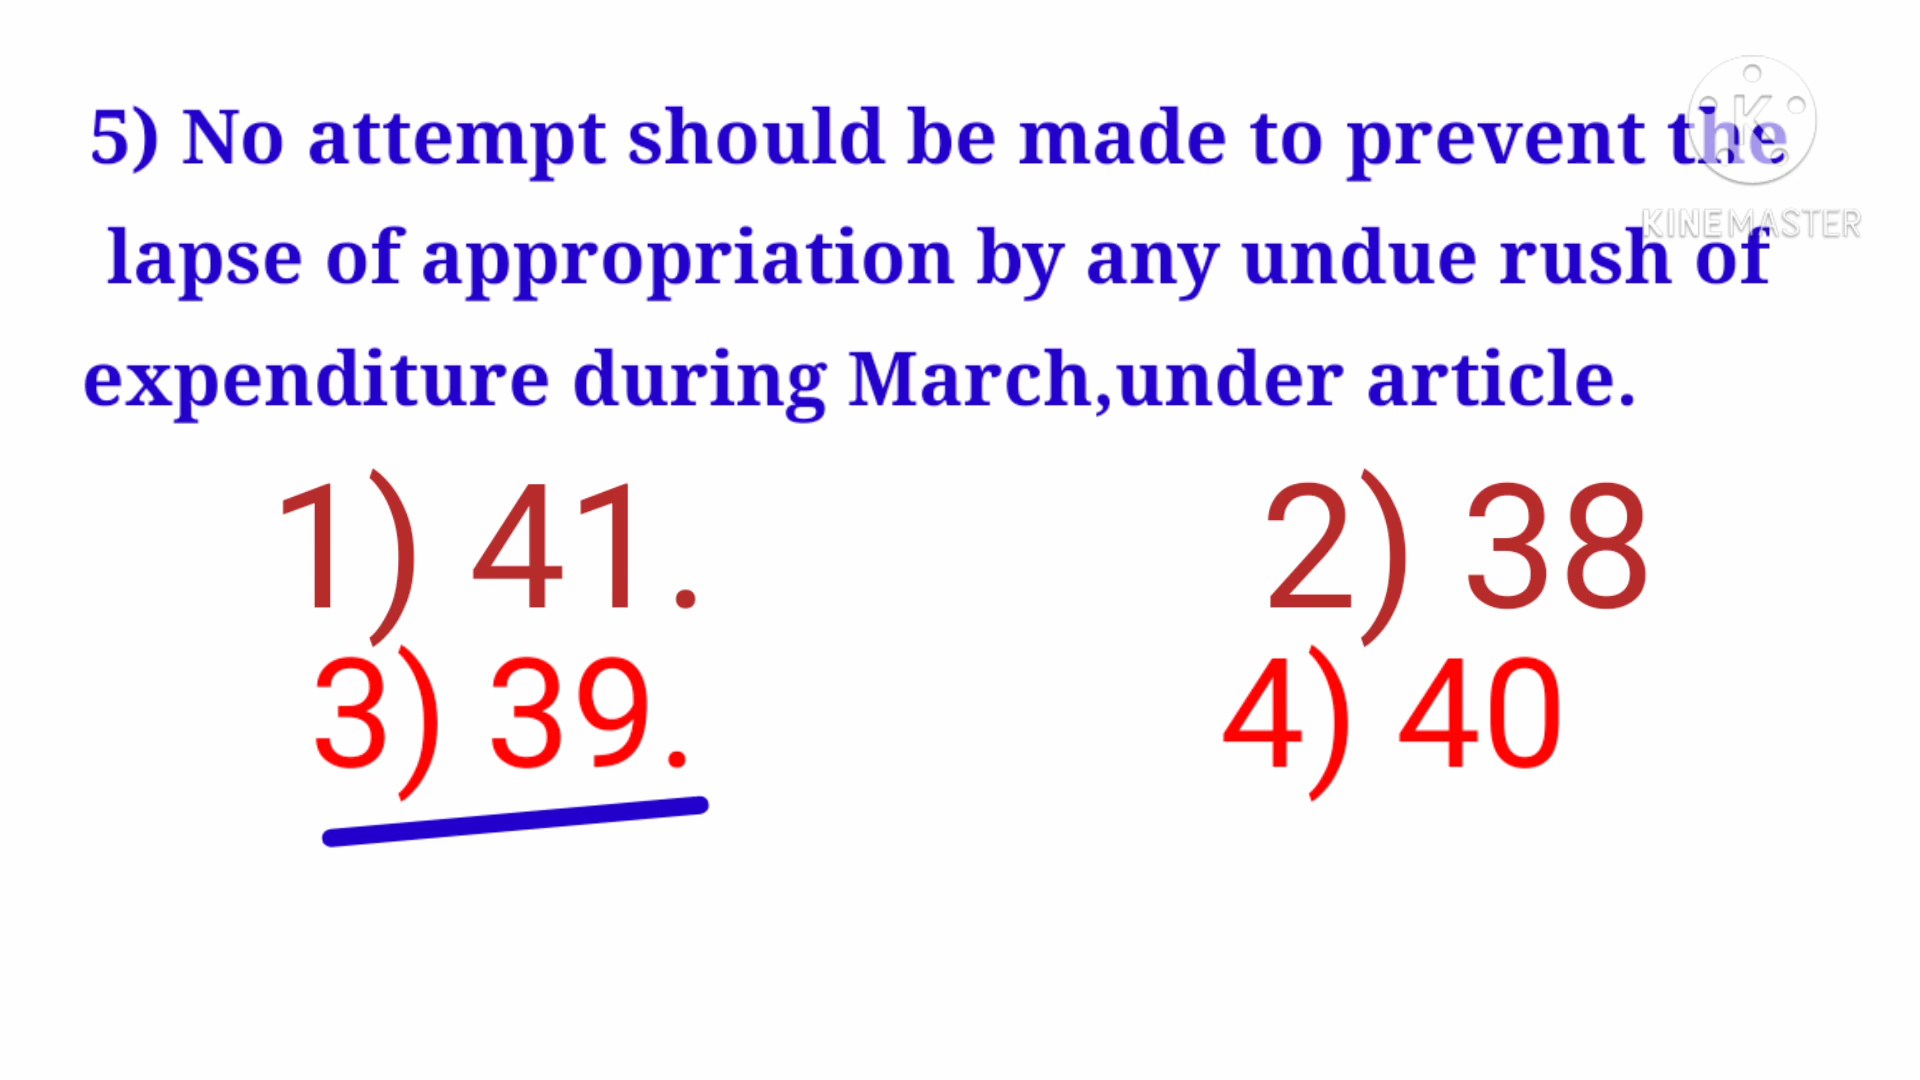 5) No attempt should be made to prevent the
KINEMASTER
lapse of appropriation by any undue rush of
expenditure during March,under article.
1) 41. 2) 38
3) 39. 4) 40